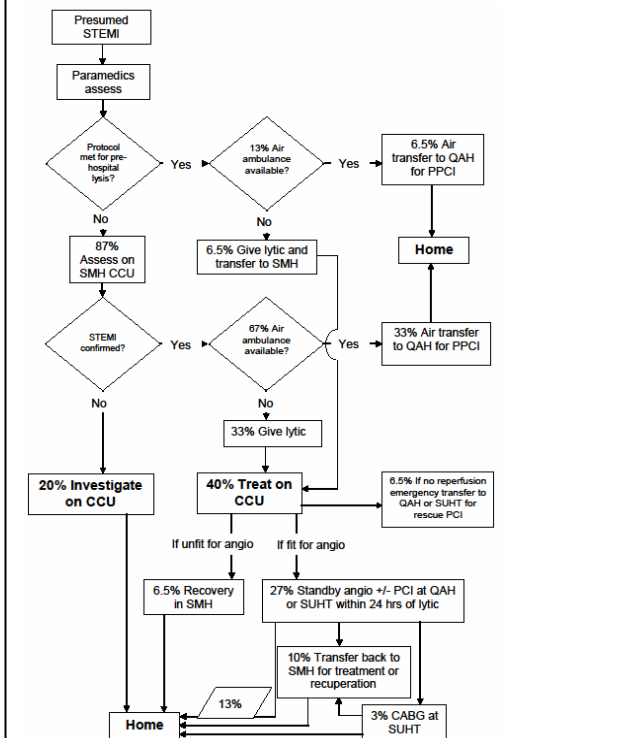 Presumed
STEMI
Paramedics
assess
Protocol
met for pre-
hospital
lysis?
Yes
13% Air
ambulance
available?
Yes
6.5% Air
transfer to QAH
for PPCI
No
No
87%
Assess on
SMH CCU
6.5% Give lytic and
transfer to SMH
Home
STEMI
confirmed?
Yes
67% Air
ambulance
available?
Yes
33% Air transfer
to QAH for PPCI
No
No
33% Give lytic
20% Investigate
on CCU
40% Treat on
CCU
6.5% If no reperfusion
emergency transfer to
QAH or SUHT for
rescue PCI
If unfit for angio
If fit for angio
6.5% Recovery
in SMH
27% Standby angio +/- PCI at QAH
or SUHT within 24 hrs of lytic
10% Transfer back to
SMH for treatment or
recuperation
13%
Home
3% CABG at
SUHT